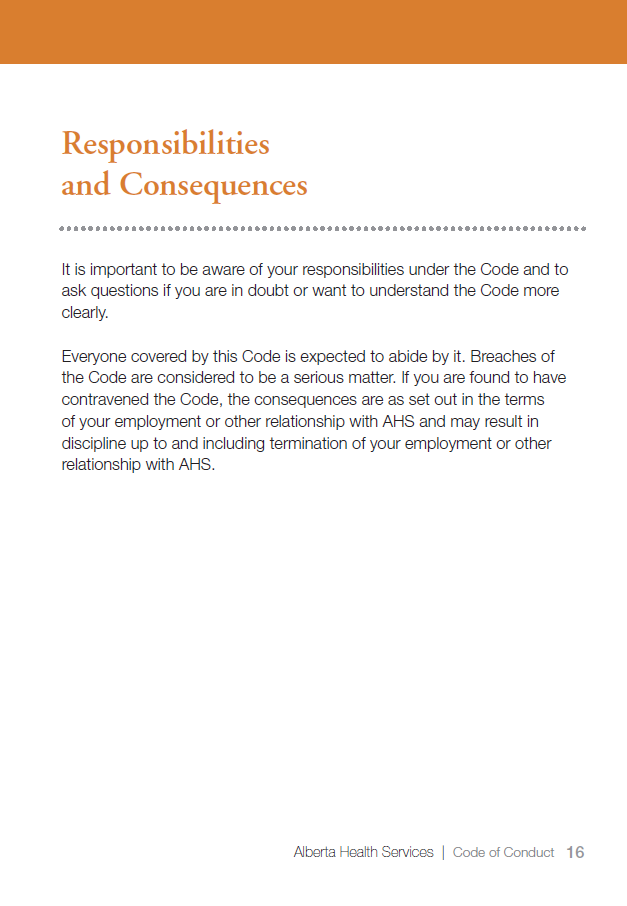 Responsibilities
and Consequences
It is important to be aware of your responsibilities under the Code and to
ask questions if you are in doubt or want to understand the Code more
clearly.
Everyone covered by this Code is expected to abide by it. Breaches of
the Code are considered to be a serious matter. If you are found to have
contravened the Code, the consequences are as set out in the terms
of your employment or other relationship with AHS and may result in
discipline up to and including termination of your employment or other
relationship with AHS.
Alberta Health Services | Code of Conduct 16